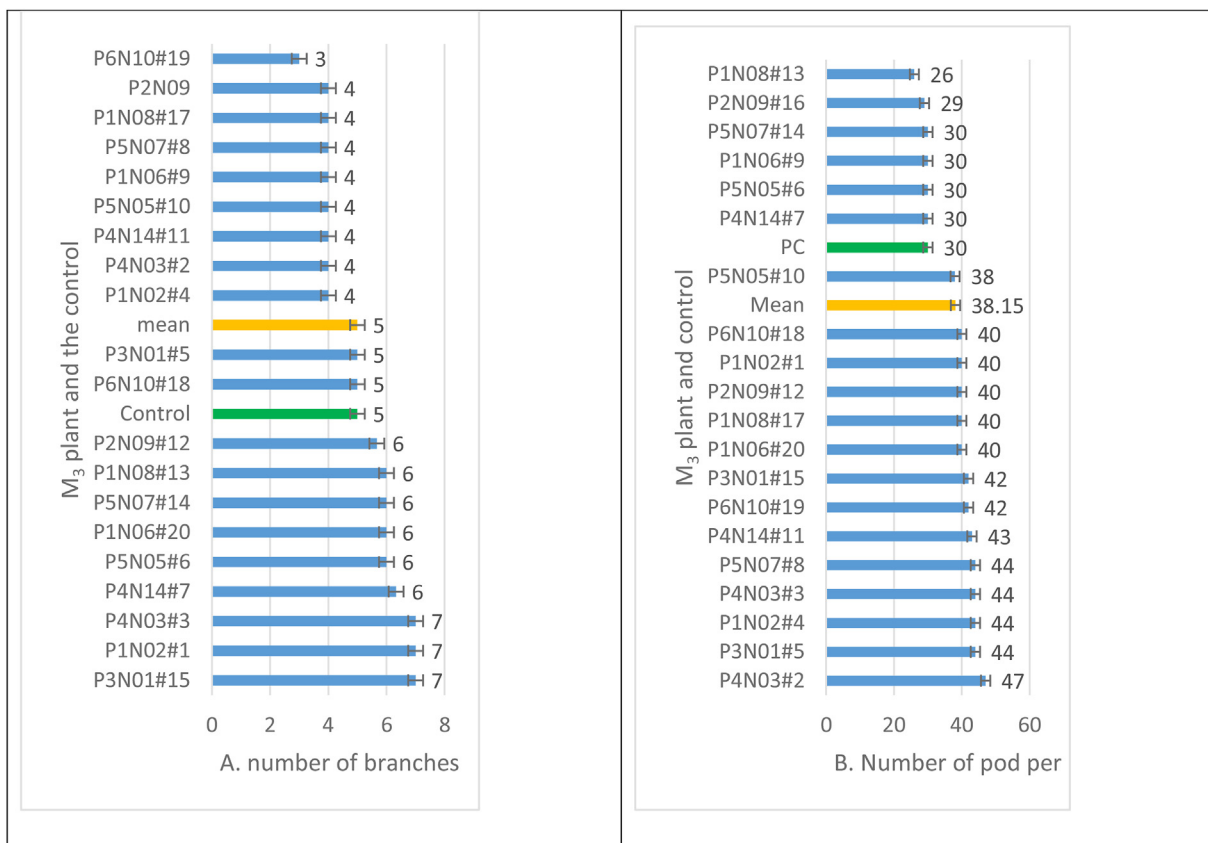 M3 plant and the control
P6N10#19 3
P2N09 4
P1N08#17 4
P5N07#8 4
P1N06#9 4
P5N05#10 4
P4N14#11 4
P4N03#2 4
P1N02#4 4
mean 5
P3N01#5 5
P6N10#18 5
Control 5
P2N09#12 6
P1N08#13 6
P5N07#14 6
P1N06#20 6
P5N05#6 6
P4N14#7 6
P4N03#3 7
P1N02#1 7
P3N01#15 7
0 2 4 6 8
A. number of branches
M3 plant and control
P1N08#13 26
P2N09#16 29
P5N07#14 30
P1N06#9 30
P5N05#6 30
P4N14#7 30
PC 30
P5N05#10 38
Mean 38.15
P6N10#18 40
P1N02#1 40
P2N09#12 40
P1N08#17 40
P1N06#20 40
P3N01#15 42
P6N10#19 42
P4N14#11 43
P5N07#8 44
P4N03#3 44
P1N02#4 44
P3N01#5 44
P4N03#2 47
0 20 40 60
B. Number of pod per